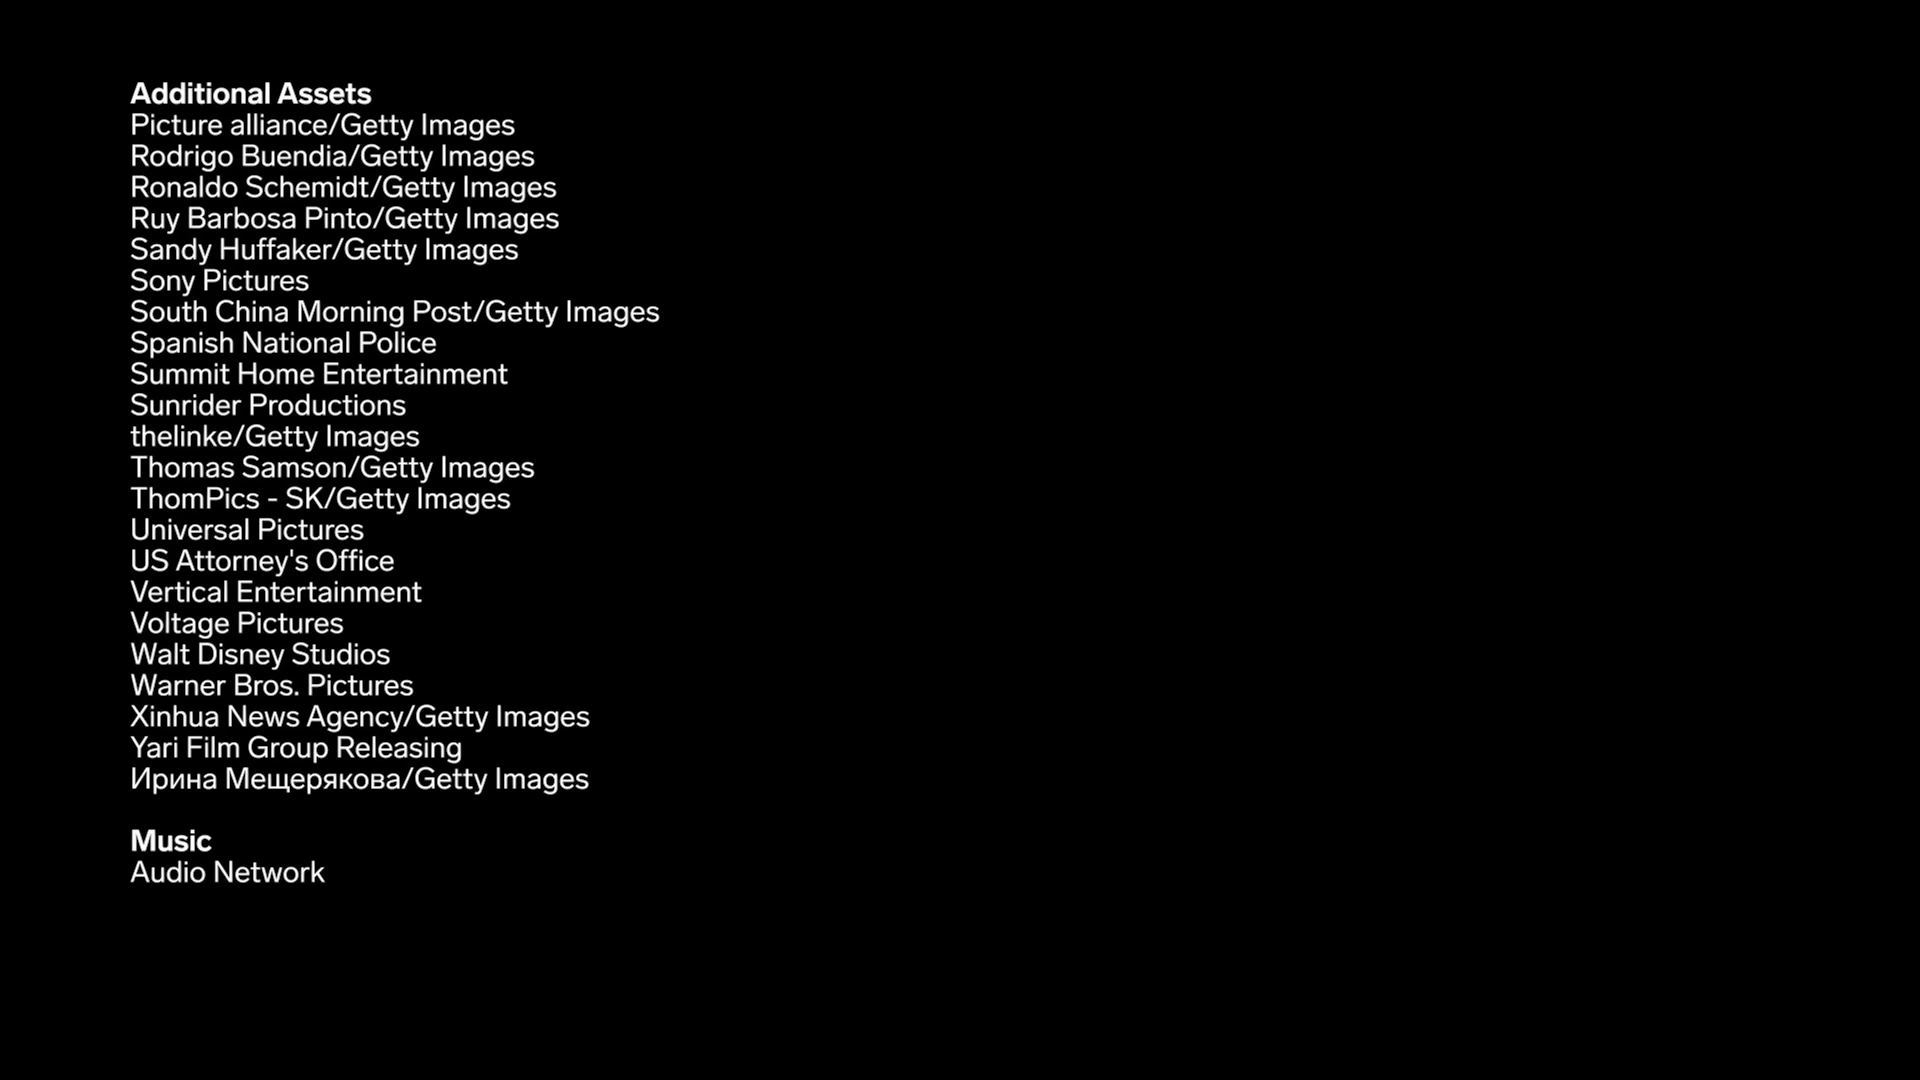 Additional Assets
Picture alliance/Getty Images
Rodrigo Buendia/Getty Images
Ronaldo Schemidt/Getty Images
Ruy Barbosa Pinto/Getty Images
Sandy Huffaker/Getty Images
Sony Pictures
South China Morning Post/Getty Images
Spanish National Police
Summit Home Entertainment
Sunrider Productions
thelinke/Getty Images
Thomas Samson/Getty Images
ThomPics - SK/Getty Images
Universal Pictures
US Attorney's Office
Vertical Entertainment
Voltage Pictures
Walt Disney Studios
Warner Bros. Pictures
Xinhua News Agency/Getty Images
Yari Film Group Releasing
Ирина Мещерякова/Getty Images
Music
Audio Network